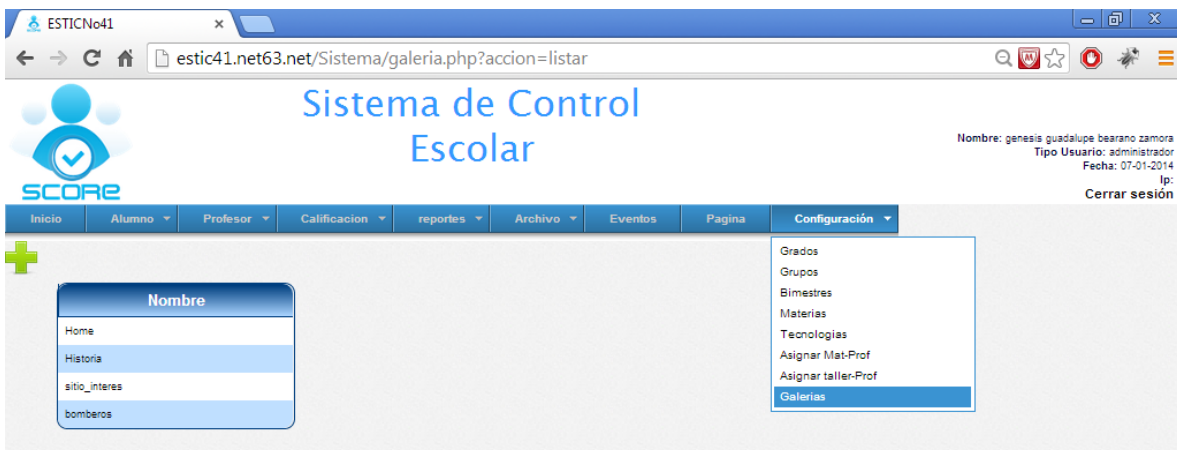 ESTICNo41
estic41.net63.net/Sistema/galeria.php?accion=listar
Sistema de Control
Escolar
SCORE
Nombre: genesis guadalupe bearano zamora
Tipo Usuario: administrador
Fecha: 07-01-2014
Ip:
Cerrar sesión
Inicio Alumno Profesor Calificacion reportes Archivo Eventos Pagina Configuración
Grados
Grupos
Bimestres
Materias
Tecnologias
Asignar Mat-Prof
Asignar taller-Prof
Galerias
Nombre
Home
Historia
sitio_interes
bomberos